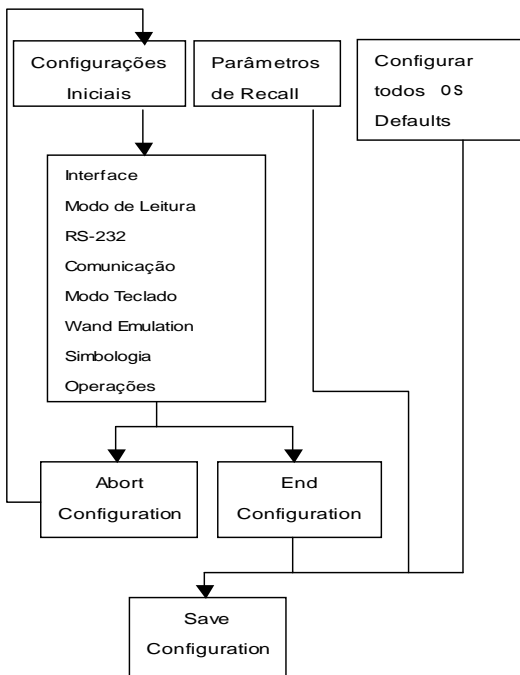 Configurações
Iniciais
Parâmetros
de Recall
Configurar
todos os
Defaults
Interface
Modo de Leitura
RS-232
Comunicação
Modo Teclado
Wand Emulation
Simbologia
Operações
Abort
Configuration
End
Configuration
Save
Configuration